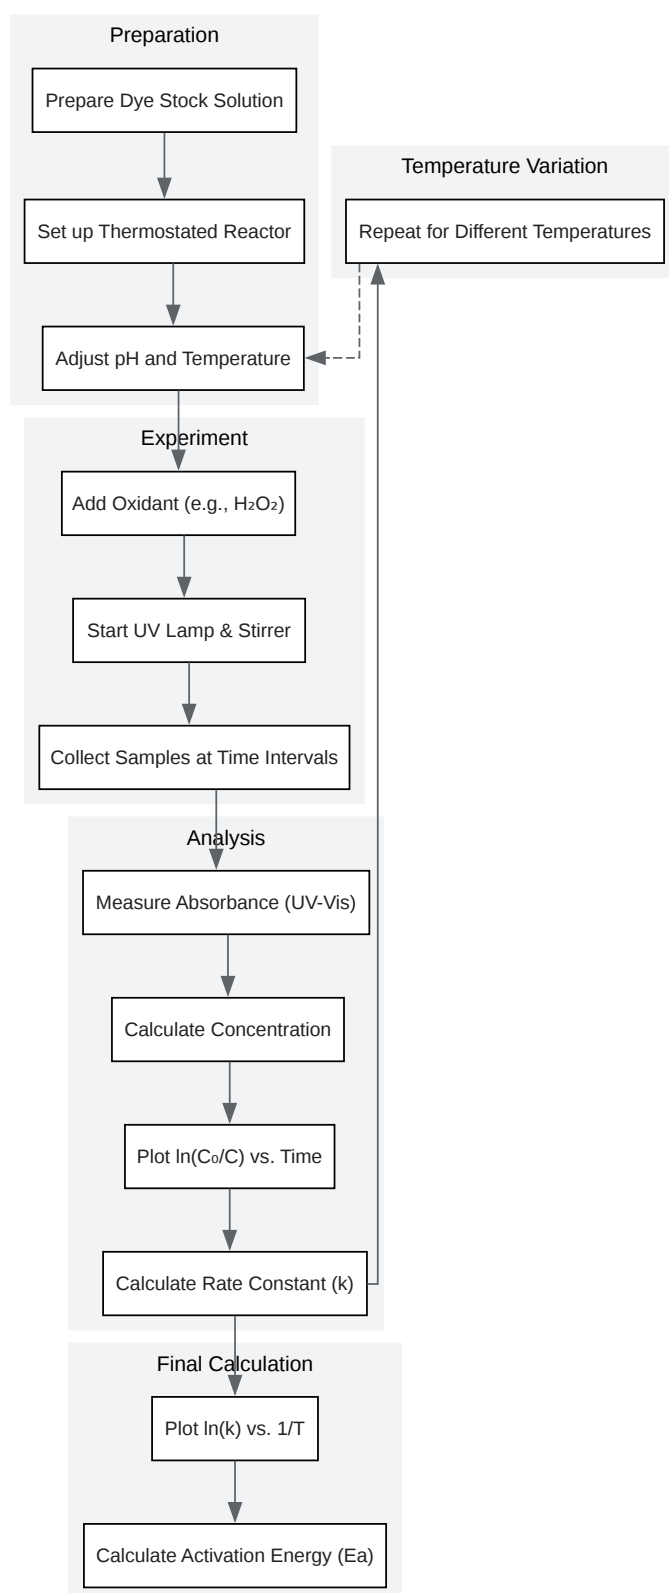 Preparation
Prepare Dye Stock Solution
Temperature Variation
Set up Thermostated Reactor
Repeat for Different Temperatures
Adjust pH and Temperature
Experiment
Add Oxidant (e.g., H₂O₂)
Start UV Lamp & Stirrer
Collect Samples at Time Intervals
Analysis
Measure Absorbance (UV-Vis)
Calculate Concentration
Plot ln(C₀/C) vs. Time
Calculate Rate Constant (k)
Final Calculation
Plot ln(k) vs. 1/T
Calculate Activation Energy (Ea)